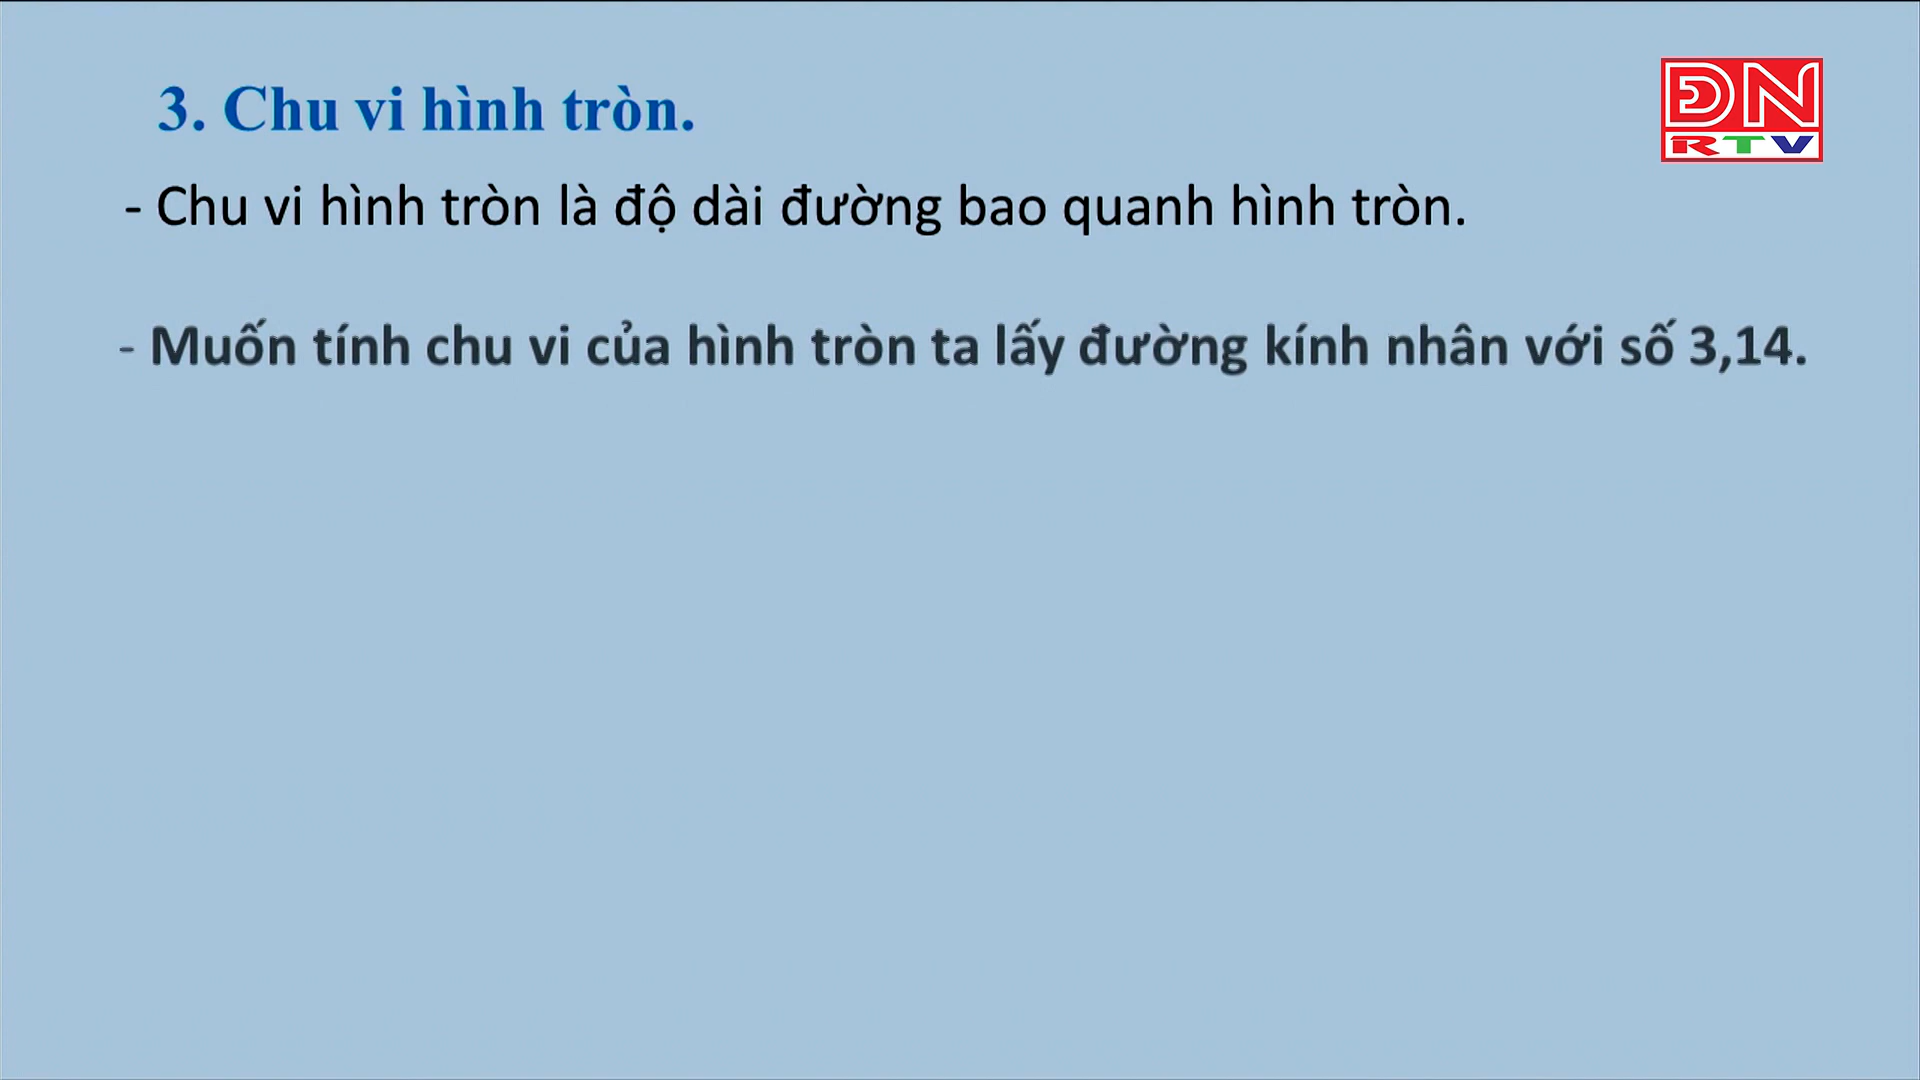 ĐN
RTV
3. Chu vi hình tròn.
- Chu vi hình tròn là độ dài đường bao quanh hình tròn.
- Muốn tính chu vi của hình tròn ta lấy đường kính nhân với số 3,14.